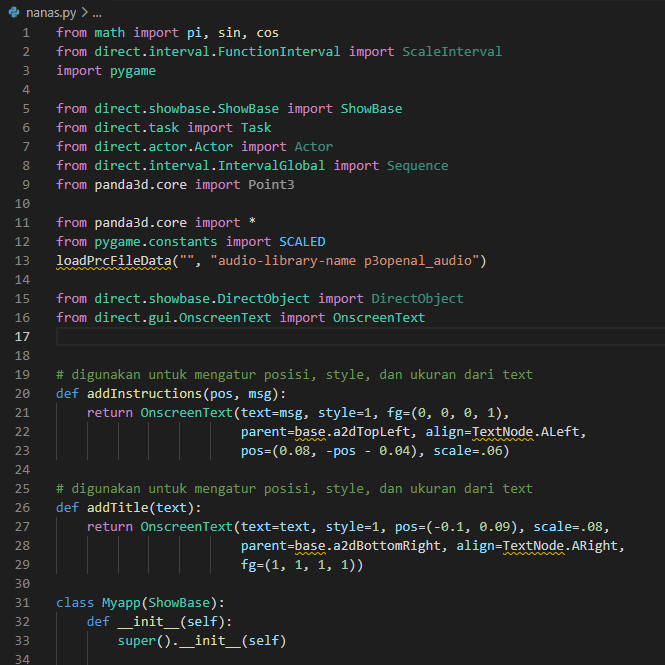 nanas.py > ...
1 from math import pi, sin, cos
2 from direct.interval.FunctionInterval import ScaleInterval
3 import pygame
4
5 from direct.showbase.ShowBase import ShowBase
6 from direct.task import Task
7 from direct.actor.Actor import Actor
8 from direct.interval.IntervalGlobal import Sequence
9 from panda3d.core import Point3
10
11 from panda3d.core import *
12 from pygame.constants import SCALED
13 loadPrcFileData("", "audio-library-name p3openal_audio")
14
15 from direct.showbase.DirectObject import DirectObject
16 from direct.gui.OnscreenText import OnscreenText
17
18
19 # digunakan untuk mengatur posisi, style, dan ukuran dari text
20 def addInstructions(pos, msg):
21     return OnscreenText(text=msg, style=1, fg=(0, 0, 0, 1),
22                         parent=base.a2dTopLeft, align=TextNode.ALeft,
23                         pos=(0.08, -pos - 0.04), scale=.06)
24
25 # digunakan untuk mengatur posisi, style, dan ukuran dari text
26 def addTitle(text):
27     return OnscreenText(text=text, style=1, pos=(-0.1, 0.09), scale=.08,
28                         parent=base.a2dBottomRight, align=TextNode.ARight,
29                         fg=(1, 1, 1, 1))
30
31 class Myapp(ShowBase):
32     def __init__(self):
33         super().__init__(self)
34